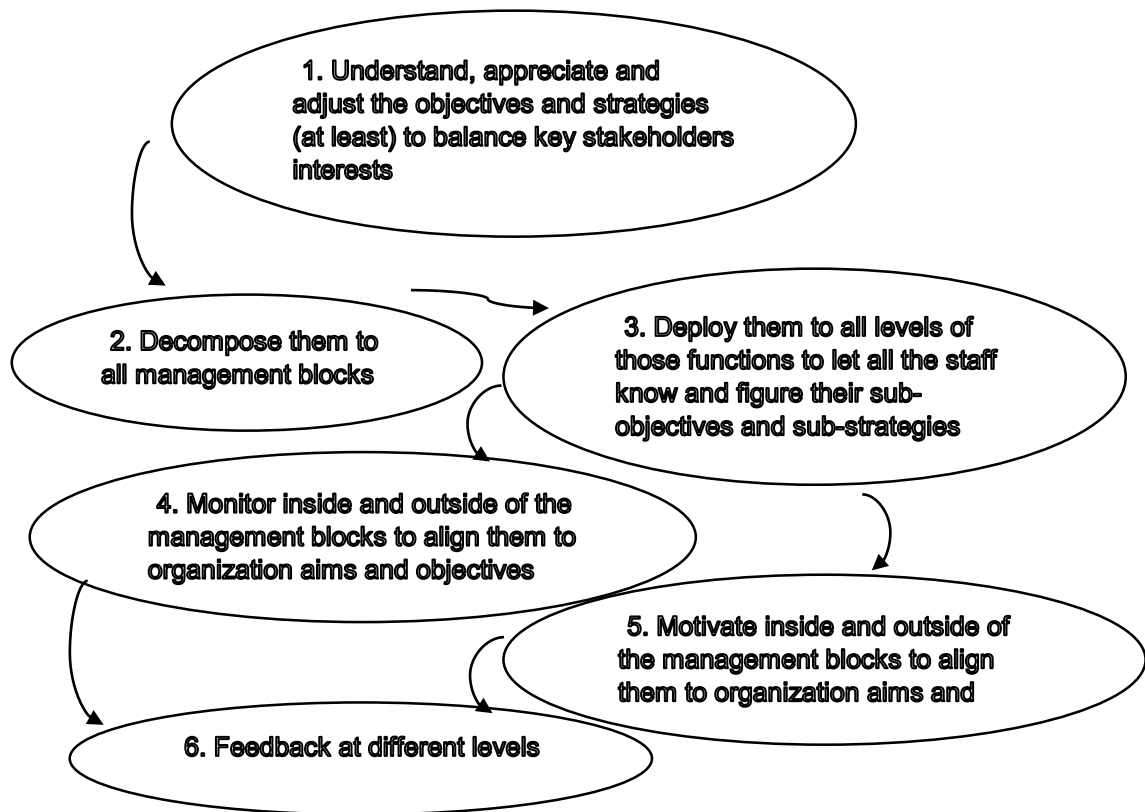 1. Understand, appreciate and
adjust the objectives and strategies
(at least) to balance key stakeholders
interests
2. Decompose them to
all management blocks
3. Deploy them to all levels of
those functions to let all the staff
know and figure their sub-
objectives and sub-strategies
4. Monitor inside and outside of the
management blocks to align them to
organization aims and objectives
5. Motivate inside and outside of
the management blocks to align
them to organization aims and
6. Feedback at different levels